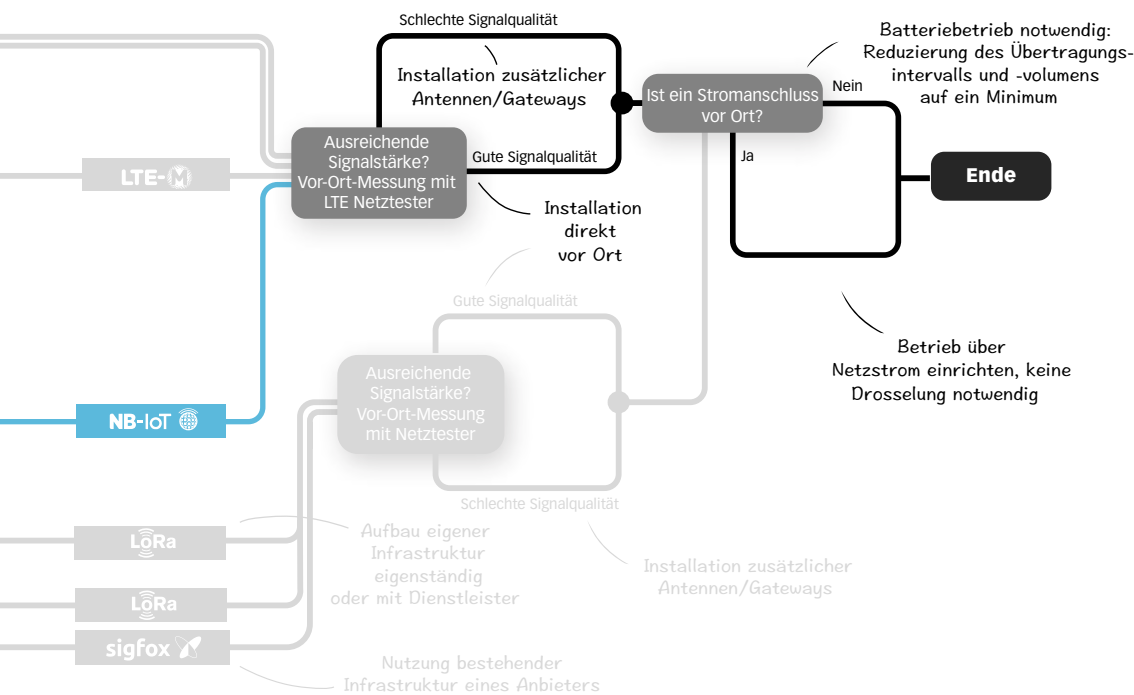 Schlechte Signalqualität
Installation zusätzlicher
Antennen/Gateways
Batteriebetrieb notwendig:
Reduzierung des Übertragungs-
intervalls und -volumens
auf ein Minimum
Ist ein Stromanschluss
vor Ort?
Nein
Ja
Ende
Ausreichende
Signalstärke?
Vor-Ort-Messung mit
LTE Netztester
Gute Signalqualität
LTE-M
Installation
direkt
vor Ort
Gute Signalqualität
Betrieb über
Netzstrom einrichten, keine
Drosselung notwendig
Ausreichende
Signalstärke?
Vor-Ort-Messung
mit Netztester
NB-IoT
Schlechte Signalqualität
LoRa
Aufbau eigener
Infrastruktur
eigenständig
oder mit Dienstleister
Installation zusätzlicher
Antennen/Gateways
LoRa
sigfox
Nutzung bestehender
Infrastruktur eines Anbieters